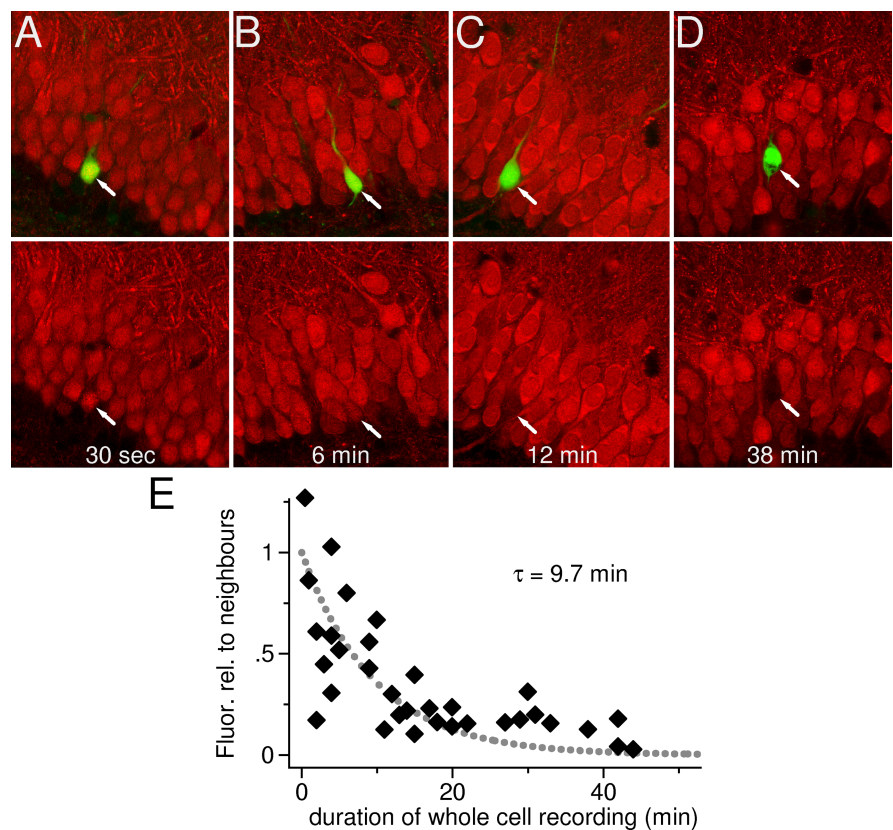 A B C D
30 sec 6 min 12 min 38 min
E
Fluor. rel. to neighbours
1
.5
0
τ = 9.7 min
0 20 40
duration of whole cell recording (min)